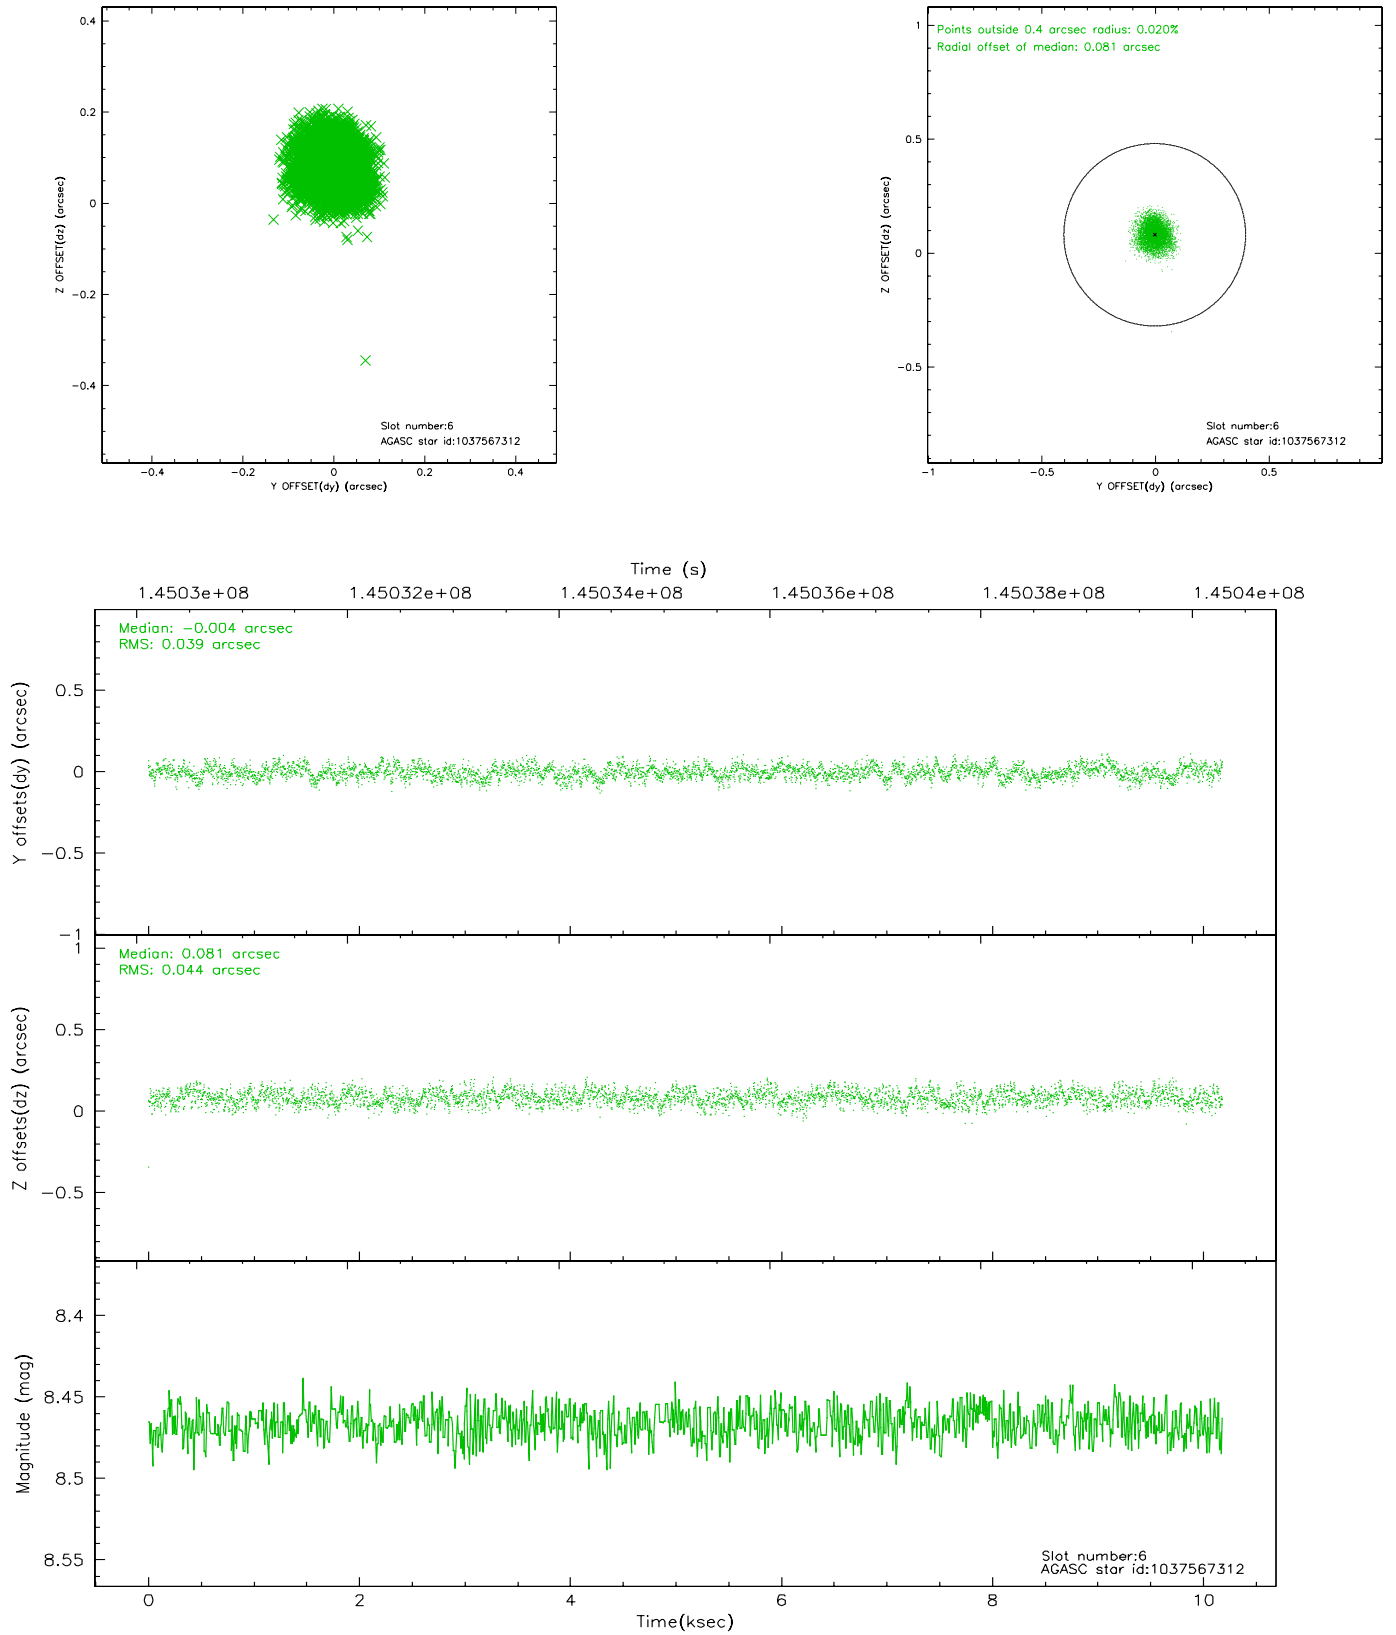 0.4
0.2
0
−0.2
−0.4
Z OFFSET(dz) (arcsec)
Slot number:6
AGASC star id:1037567312
−0.4
−0.2
0
0.2
0.4
Y OFFSET(dy) (arcsec)
Points outside 0.4 arcsec radius: 0.020%
Radial offset of median: 0.081 arcsec
1
0.5
0
−0.5
Z OFFSET(dz) (arcsec)
Slot number:6
AGASC star id:1037567312
−1
−0.5
0
0.5
Y OFFSET(dy) (arcsec)
Time (s)
1.4503e+08
1.45032e+08
1.45034e+08
1.45036e+08
1.45038e+08
1.4504e+08
Median: −0.004 arcsec
RMS: 0.039 arcsec
0.5
0
−0.5
−1
Y offsets(dy) (arcsec)
Median: 0.081 arcsec
RMS: 0.044 arcsec
1
0.5
0
−0.5
Z offsets(dz) (arcsec)
8.4
8.45
8.5
8.55
Magnitude (mag)
Slot number:6
AGASC star id:1037567312
0
2
4
6
8
10
Time(ksec)